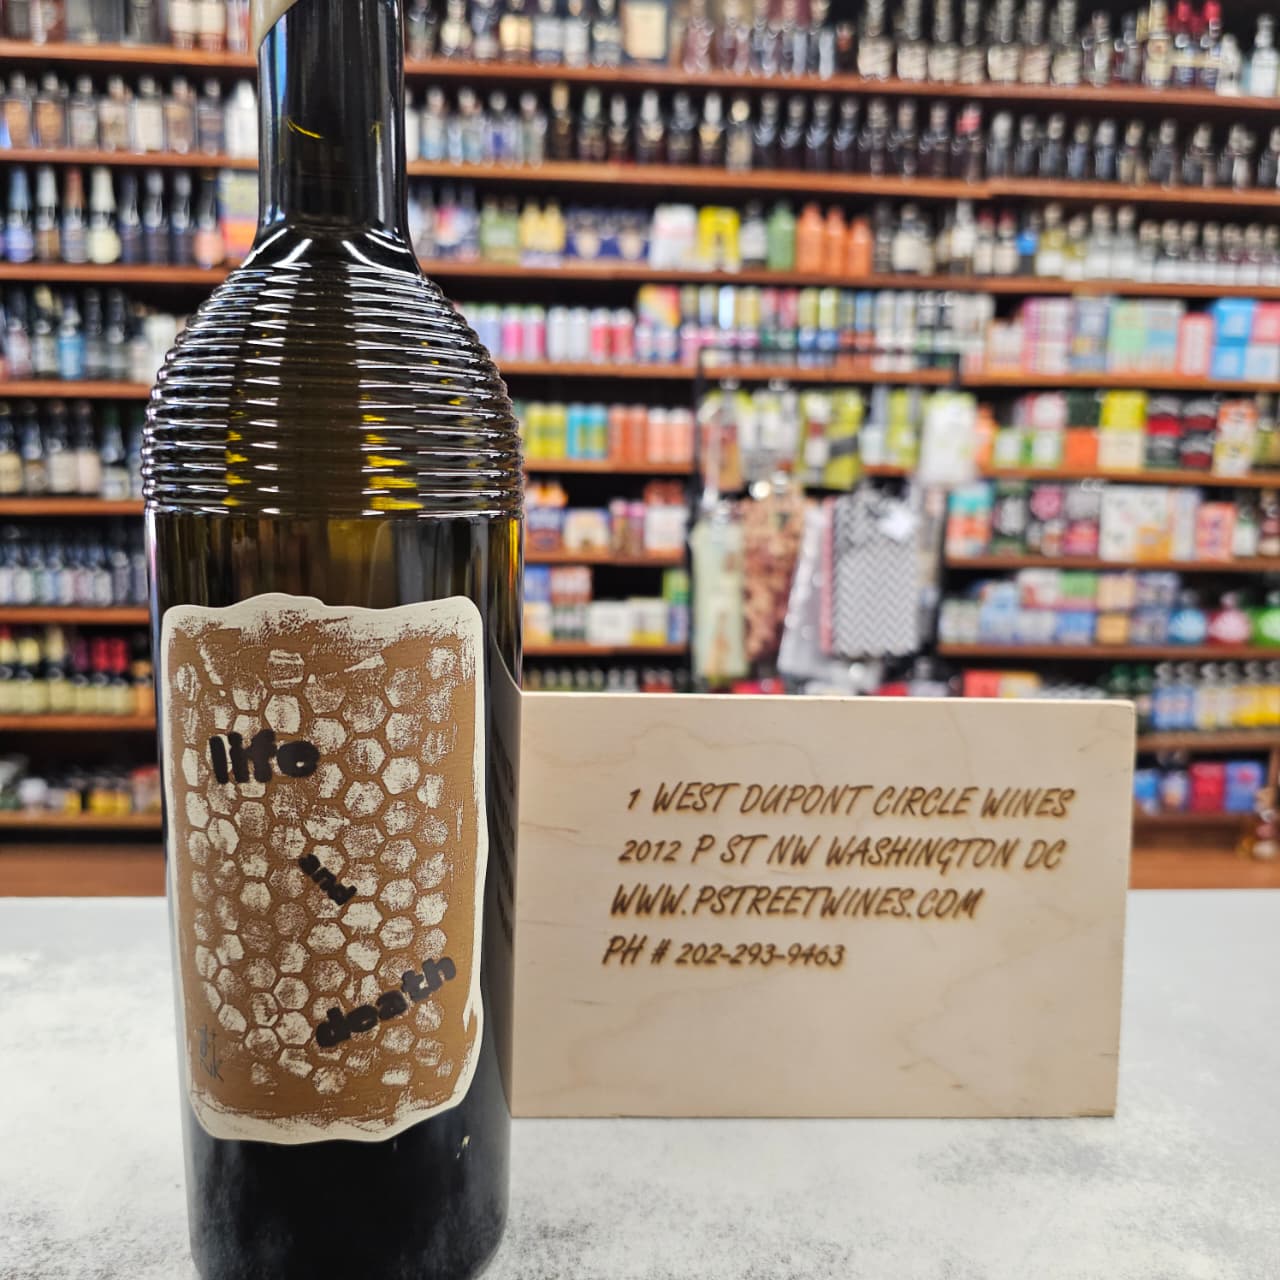 life
and
death
1 WEST DUPONT CIRCLE WINES
2012 P ST NW WASHINGTON DC
WWW.PSTREETWINES.COM
PH # 202-293-9463